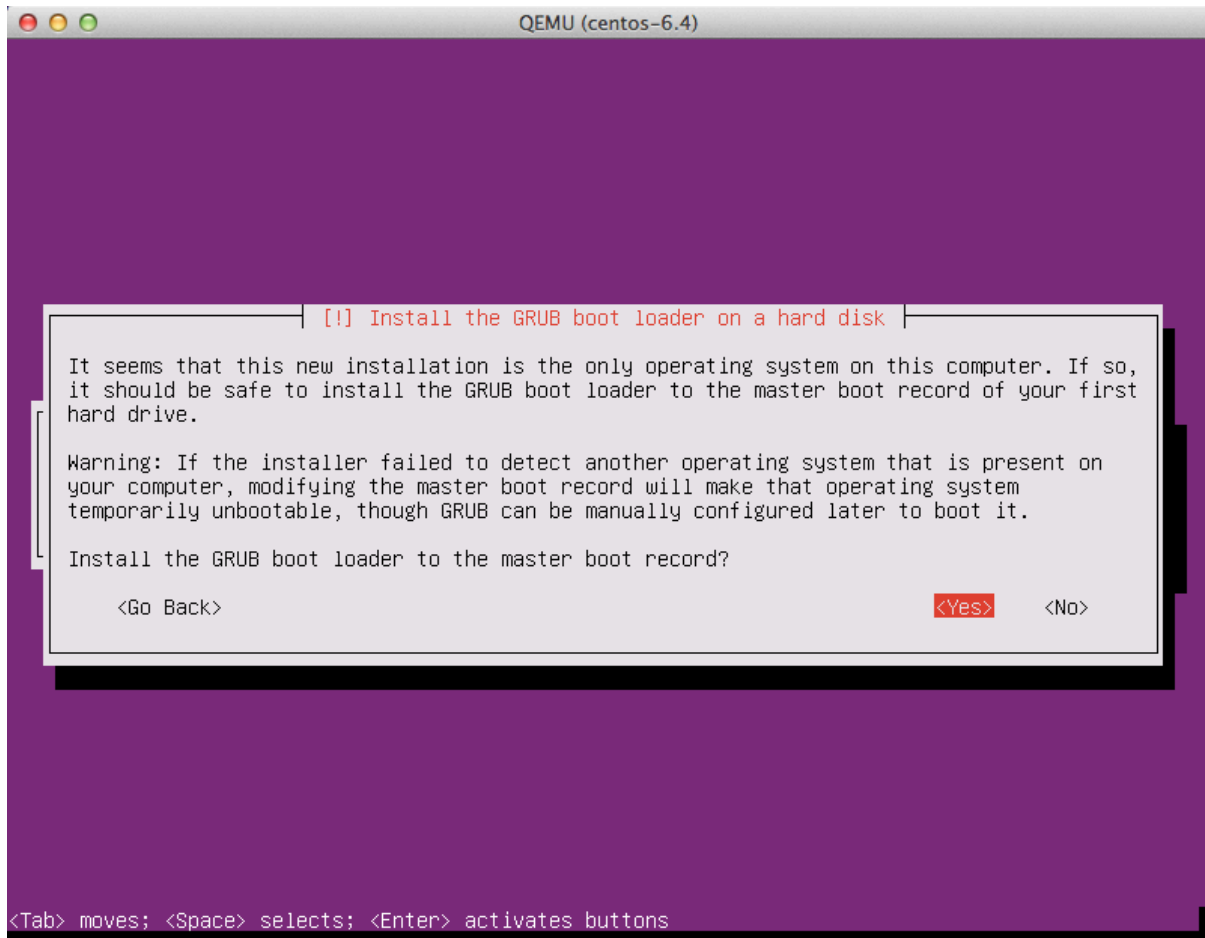 QEMU (centos-6.4)
[!] Install the GRUB boot loader on a hard disk
It seems that this new installation is the only operating system on this computer. If so,
it should be safe to install the GRUB boot loader to the master boot record of your first
hard drive.
Warning: If the installer failed to detect another operating system that is present on
your computer, modifying the master boot record will make that operating system
temporarily unbootable, though GRUB can be manually configured later to boot it.
Install the GRUB boot loader to the master boot record?
<Go Back> <Yes> <No>
<Tab> moves; <Space> selects; <Enter> activates buttons